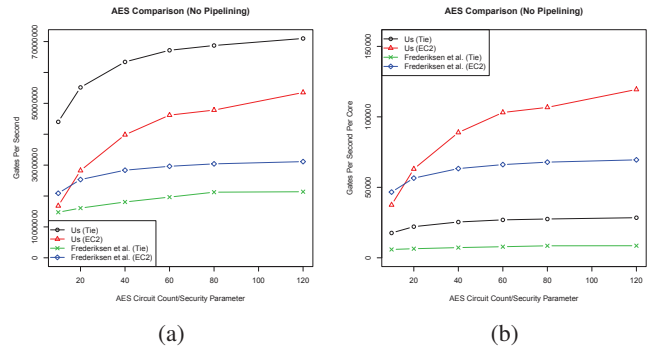 AES Comparison (No Pipelining)
Gates Per Second
70000000
50000000
30000000
10000000
0
Us (Tie)
Us (EC2)
Frederiksen et al. (Tie)
Frederiksen et al. (EC2)
20 40 60 80 100 120
AES Circuit Count/Security Parameter
(a)
AES Comparison (No Pipelining)
Us (Tie)
Us (EC2)
Frederiksen et al. (Tie)
Frederiksen et al. (EC2)
Gates Per Second Per Core
1500000
1000000
500000
0
20 40 60 80 100 120
AES Circuit Count/Security Parameter
(b)